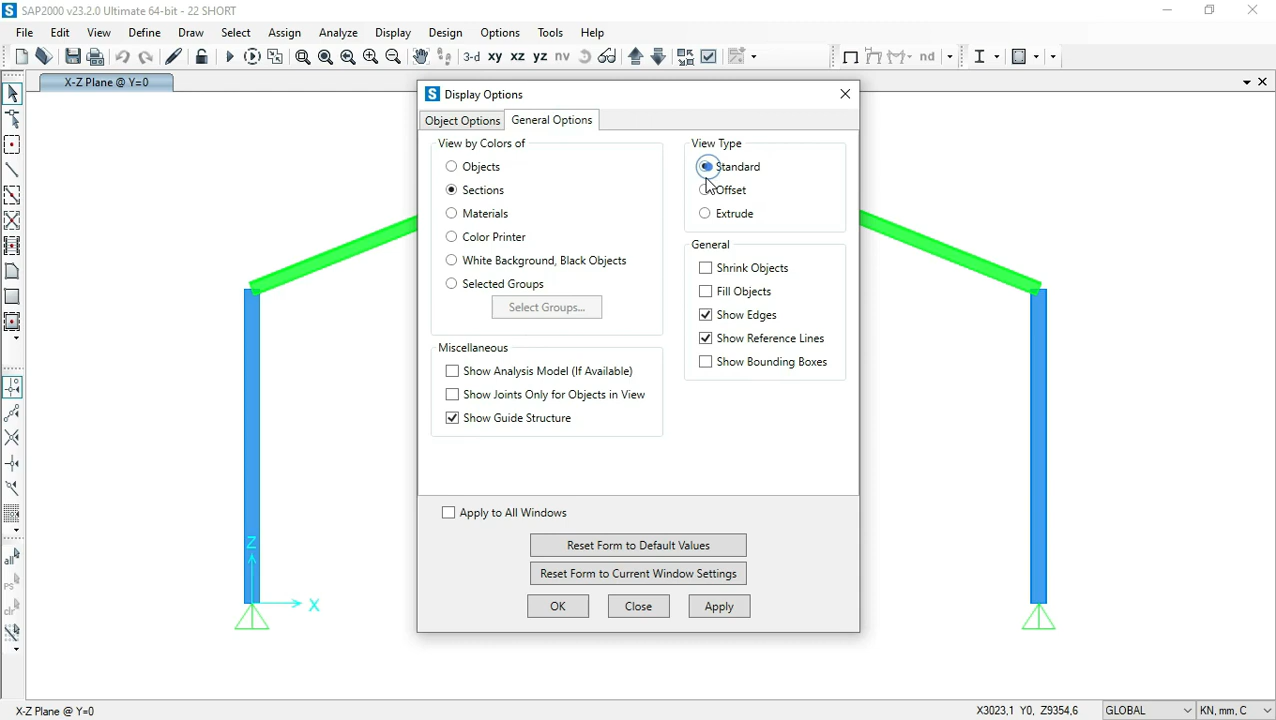 SAP2000 v23.2.0 Ultimate 64-bit - 22 SHORT
File Edit View Define Draw Select Assign Analyze Display Design Options Tools Help
3-d xy xz yz nv nd
X-Z Plane @ Y=0
Display Options
Object Options General Options
View by Colors of
Objects
Sections
Materials
Color Printer
White Background, Black Objects
Selected Groups
Select Groups...
Miscellaneous
Show Analysis Model (If Available)
Show Joints Only for Objects in View
Show Guide Structure
View Type
Standard
Offset
Extrude
General
Shrink Objects
Fill Objects
Show Edges
Show Reference Lines
Show Bounding Boxes
Apply to All Windows
Reset Form to Default Values
Reset Form to Current Window Settings
OK Close Apply
all
PS
clr
Z
X
X-Z Plane @ Y=0
X3023,1 Y0, Z9354,6
GLOBAL
KN, mm, C